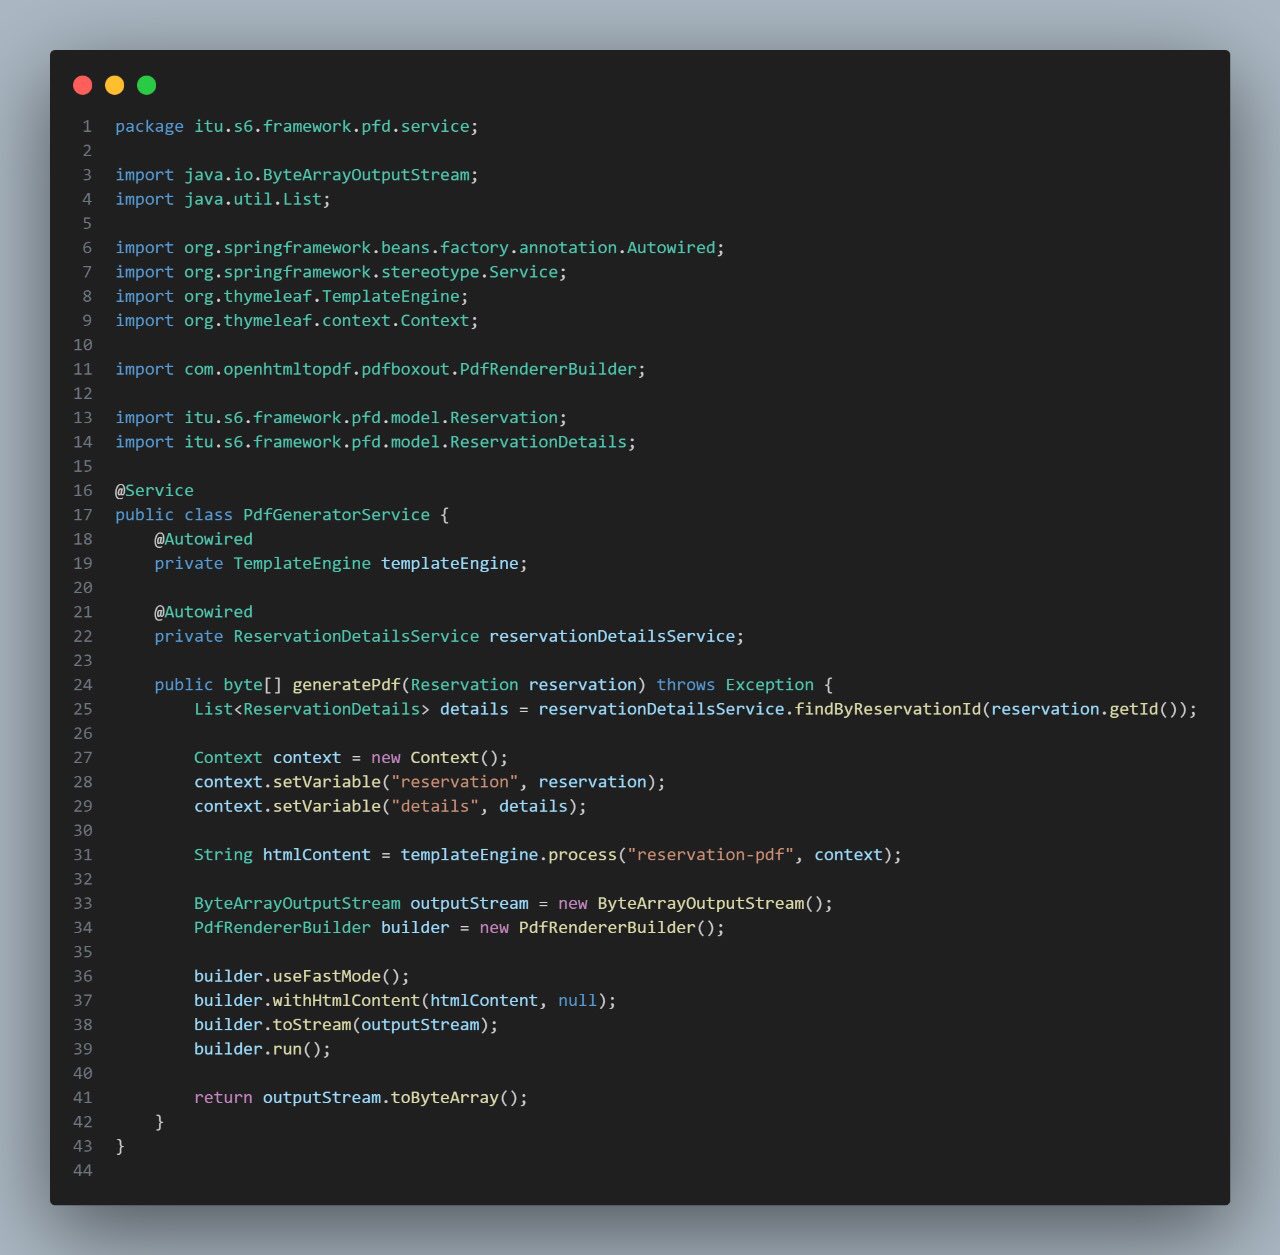 1 package itu.s6.framework.pfd.service;
2
3 import java.io.ByteArrayOutputStream;
4 import java.util.List;
5
6 import org.springframework.beans.factory.annotation.Autowired;
7 import org.springframework.stereotype.Service;
8 import org.thymeleaf.TemplateEngine;
9 import org.thymeleaf.context.Context;
10
11 import com.openhtmltopdf.pdfboxout.PdfRendererBuilder;
12
13 import itu.s6.framework.pfd.model.Reservation;
14 import itu.s6.framework.pfd.model.ReservationDetails;
15
16 @Service
17 public class PdfGeneratorService {
18     @Autowired
19     private TemplateEngine templateEngine;
20
21     @Autowired
22     private ReservationDetailsService reservationDetailsService;
23
24     public byte[] generatePdf(Reservation reservation) throws Exception {
25         List<ReservationDetails> details = reservationDetailsService.findByReservationId(reservation.getId());
26
27         Context context = new Context();
28         context.setVariable("reservation", reservation);
29         context.setVariable("details", details);
30
31         String htmlContent = templateEngine.process("reservation-pdf", context);
32
33         ByteArrayOutputStream outputStream = new ByteArrayOutputStream();
34         PdfRendererBuilder builder = new PdfRendererBuilder();
35
36         builder.useFastMode();
37         builder.withHtmlContent(htmlContent, null);
38         builder.toStream(outputStream);
39         builder.run();
40
41         return outputStream.toByteArray();
42     }
43 }
44